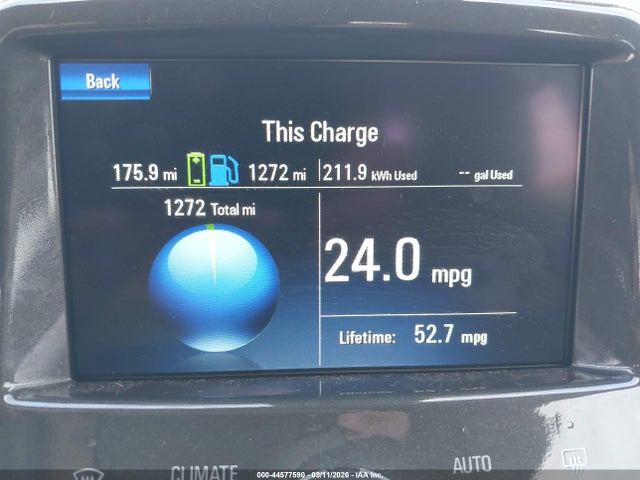 Back
This Charge
175.9 mi 1272 mi 211.9 kWh Used -- gal Used
1272 Total mi
24.0 mpg
Lifetime: 52.7 mpg
CLIMATE AUTO
000-44577590 - 03/11/2026 - IAA Inc.